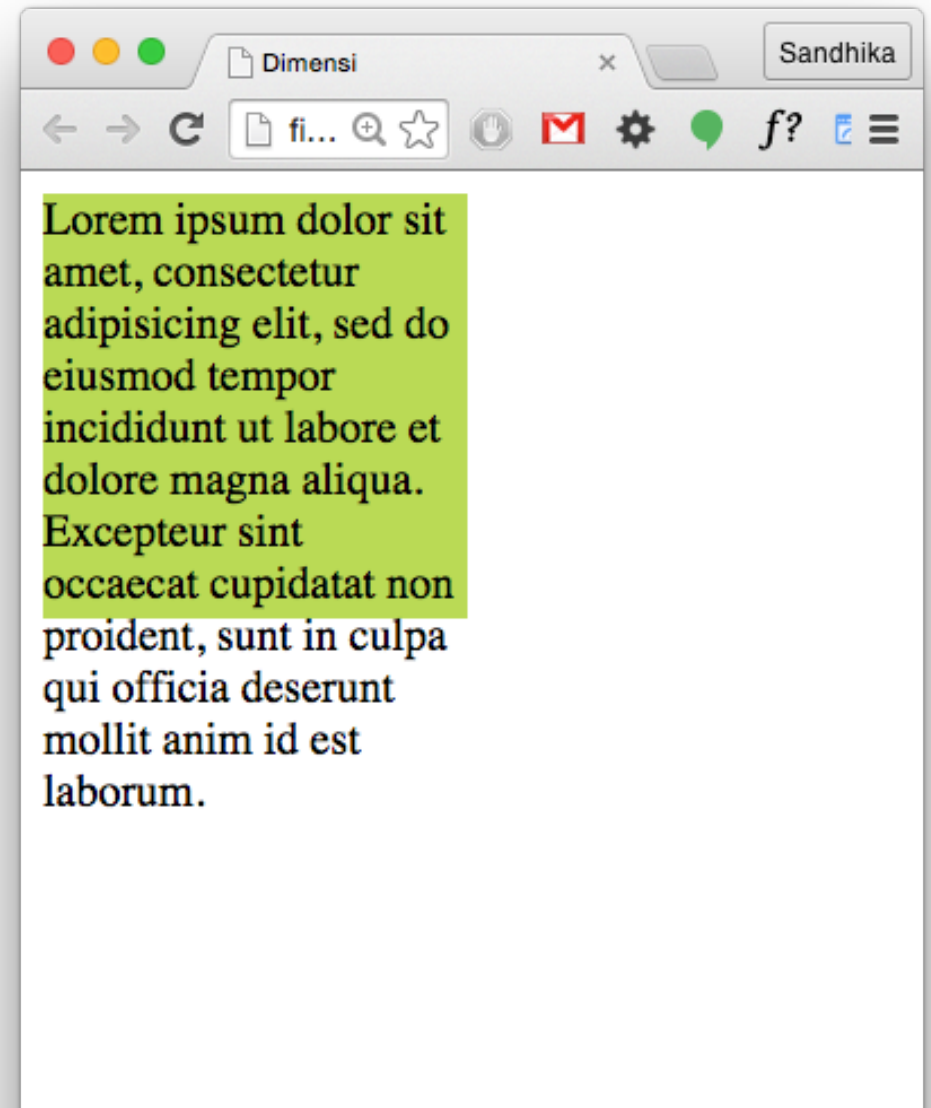 Dimensi
Sandhika
fi...
f?
Lorem ipsum dolor sit
amet, consectetur
adipisicing elit, sed do
eiusmod tempor
incididunt ut labore et
dolore magna aliqua.
Excepteur sint
occaecat cupidatat non
proident, sunt in culpa
qui officia deserunt
mollit anim id est
laborum.